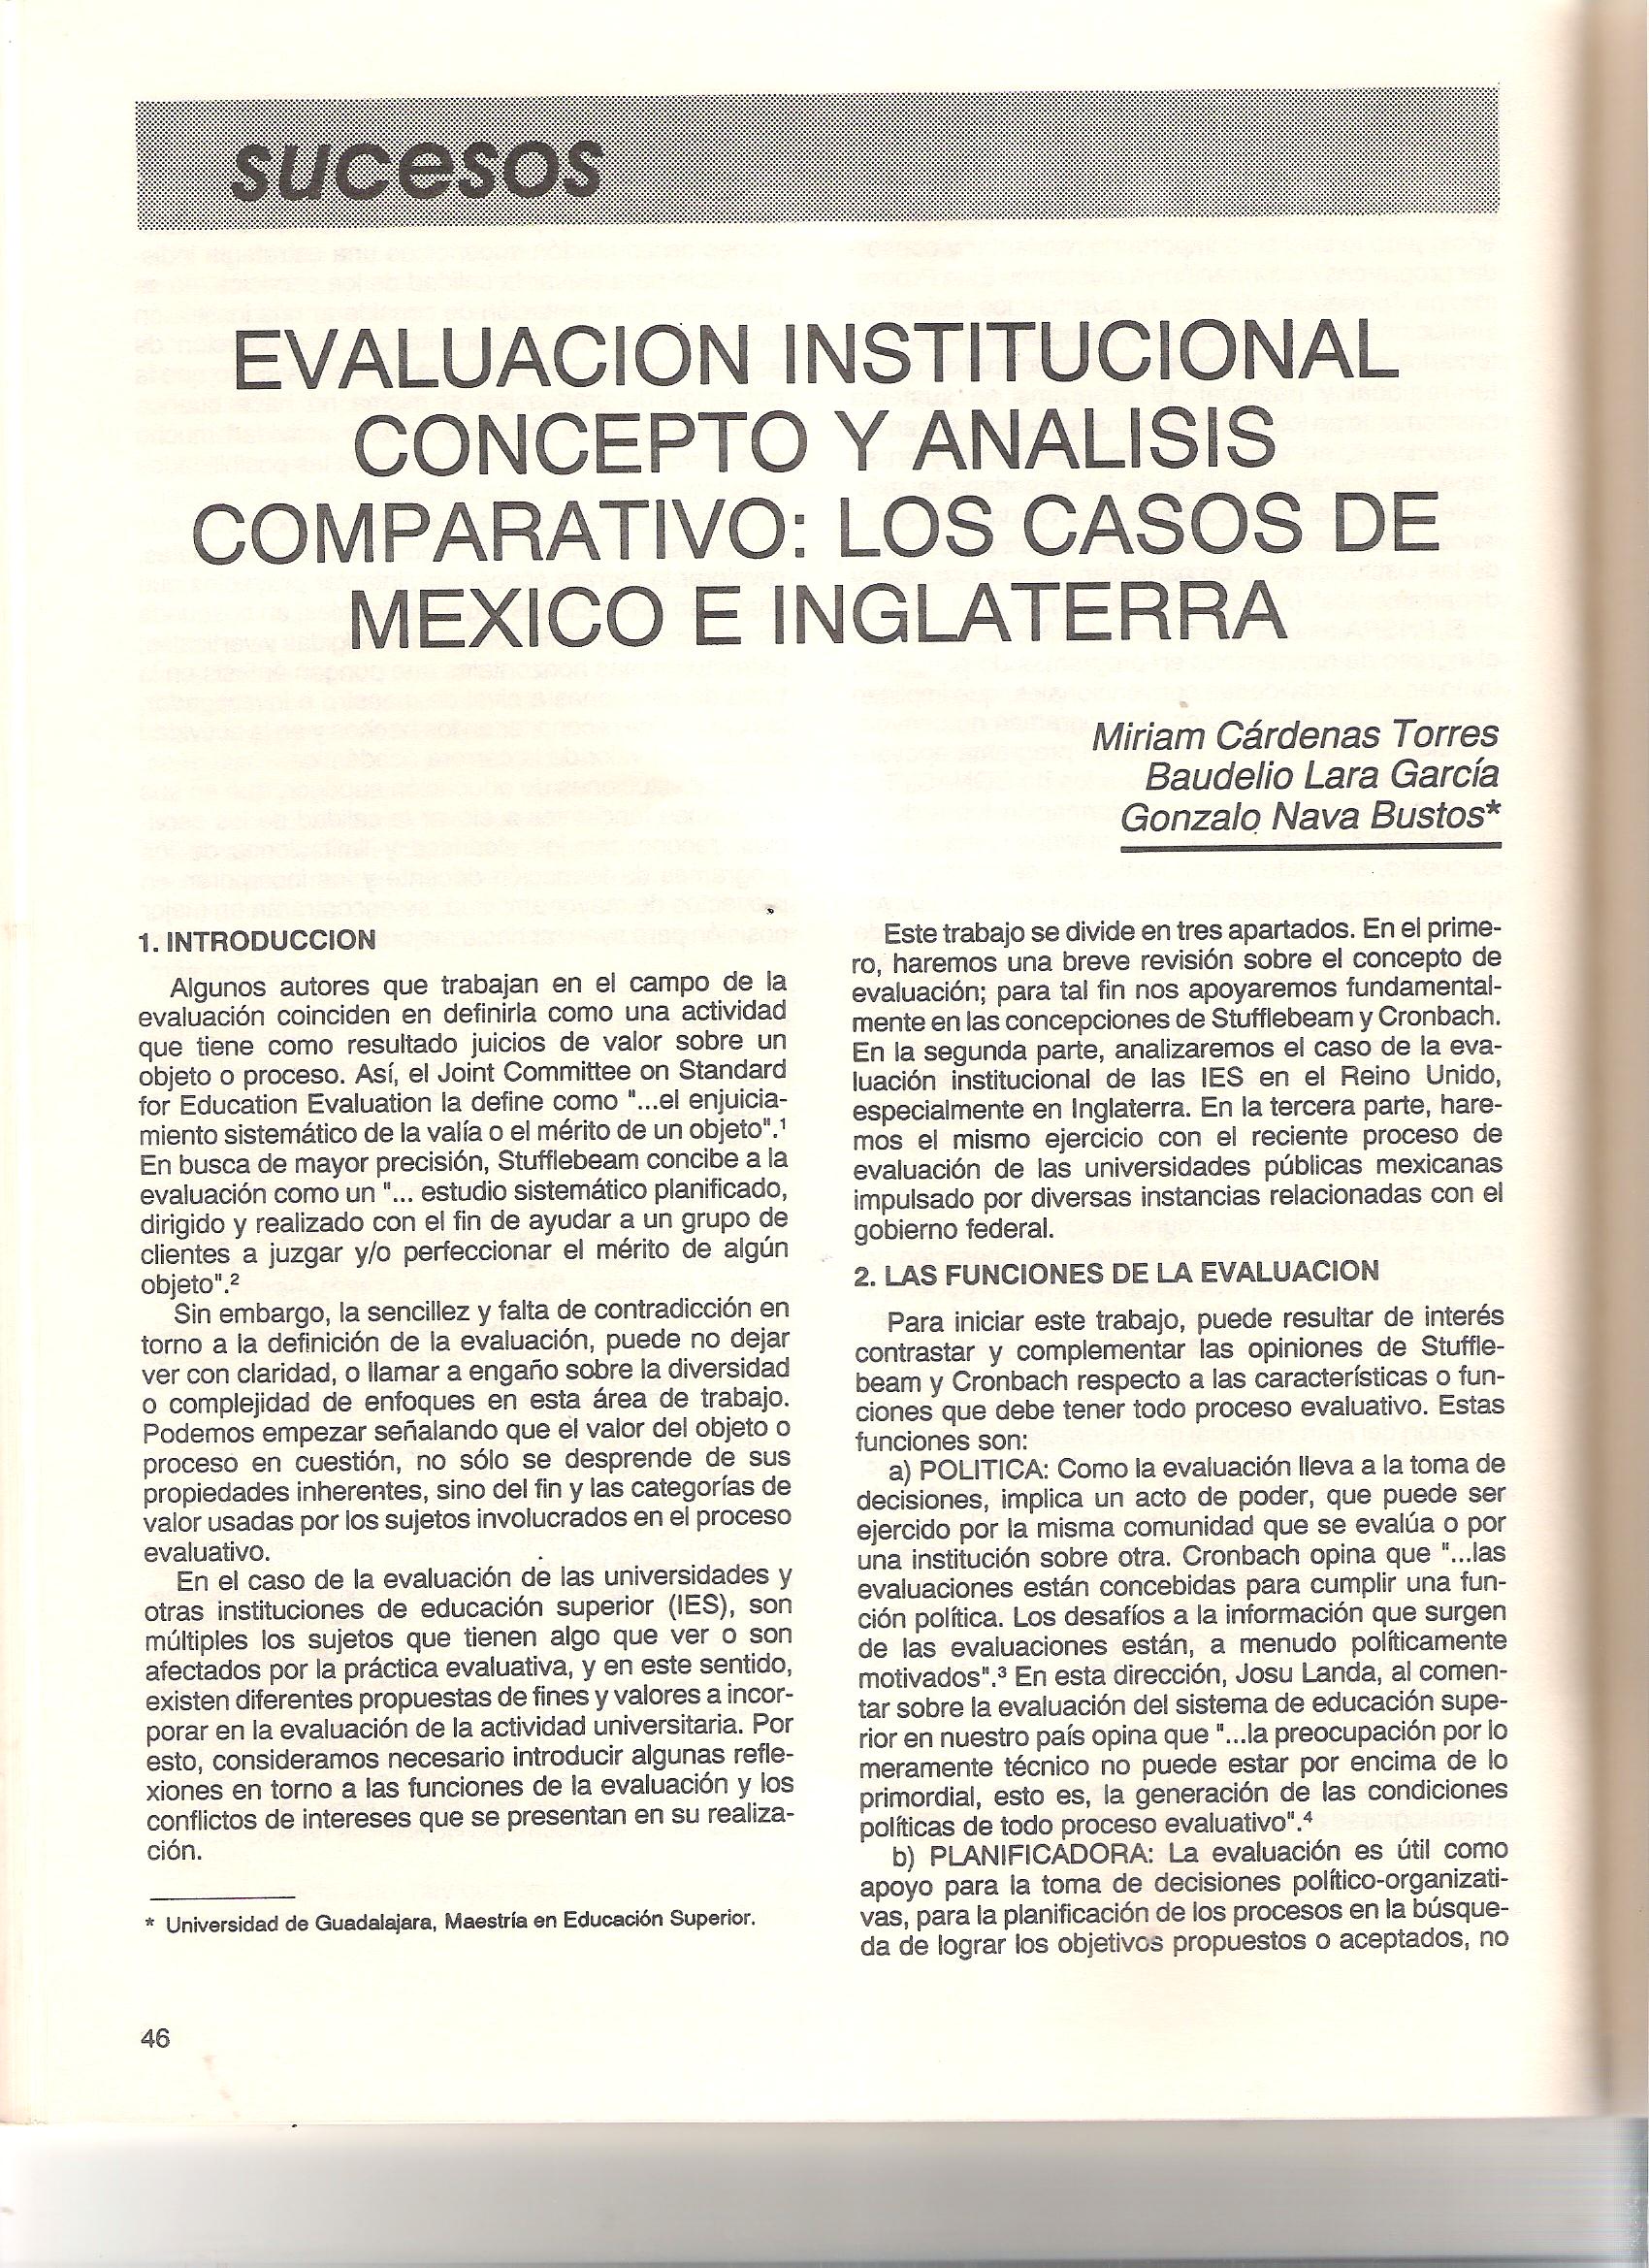 sucesos
EVALUACION INSTITUCIONAL
CONCEPTO Y ANALISIS
COMPARATIVO: LOS CASOS DE
MEXICO E INGLATERRA
Miriam Cárdenas Torres
Baudelio Lara García
Gonzalo Nava Bustos*
1. INTRODUCCION
Algunos autores que trabajan en el campo de la
evaluación coinciden en definirla como una actividad
que tiene como resultado juicios de valor sobre un
objeto o proceso. Así, el Joint Committee on Standard
for Education Evaluation la define como "...el enjuicia-
miento sistemático de la valía o el mérito de un objeto".¹
En busca de mayor precisión, Stufflebeam concibe a la
evaluación como un "... estudio sistemático planificado,
dirigido y realizado con el fin de ayudar a un grupo de
clientes a juzgar y/o perfeccionar el mérito de algún
objeto".²
Sin embargo, la sencillez y falta de contradicción en
torno a la definición de la evaluación, puede no dejar
ver con claridad, o llamar a engaño sobre la diversidad
o complejidad de enfoques en esta área de trabajo.
Podemos empezar señalando que el valor del objeto o
proceso en cuestión, no sólo se desprende de sus
propiedades inherentes, sino del fin y las categorías de
valor usadas por los sujetos involucrados en el proceso
evaluativo.
En el caso de la evaluación de las universidades y
otras instituciones de educación superior (IES), son
múltiples los sujetos que tienen algo que ver o son
afectados por la práctica evaluativa, y en este sentido,
existen diferentes propuestas de fines y valores a incor-
porar en la evaluación de la actividad universitaria. Por
esto, consideramos necesario introducir algunas refle-
xiones en torno a las funciones de la evaluación y los
conflictos de intereses que se presentan en su realiza-
ción.
* Universidad de Guadalajara, Maestría en Educación Superior.
Este trabajo se divide en tres apartados. En el prime-
ro, haremos una breve revisión sobre el concepto de
evaluación; para tal fin nos apoyaremos fundamental-
mente en las concepciones de Stufflebeam y Cronbach.
En la segunda parte, analizaremos el caso de la eva-
luación institucional de las IES en el Reino Unido,
especialmente en Inglaterra. En la tercera parte, hare-
mos el mismo ejercicio con el reciente proceso de
evaluación de las universidades públicas mexicanas
impulsado por diversas instancias relacionadas con el
gobierno federal.
2. LAS FUNCIONES DE LA EVALUACION
Para iniciar este trabajo, puede resultar de interés
contrastar y complementar las opiniones de Stuffle-
beam y Cronbach respecto a las características o fun-
ciones que debe tener todo proceso evaluativo. Estas
funciones son:
a) POLITICA: Como la evaluación lleva a la toma de
decisiones, implica un acto de poder, que puede ser
ejercido por la misma comunidad que se evalúa o por
una institución sobre otra. Cronbach opina que "...las
evaluaciones están concebidas para cumplir una fun-
ción política. Los desafíos a la información que surgen
de las evaluaciones están, a menudo políticamente
motivados".³ En esta dirección, Josu Landa, al comen-
tar sobre la evaluación del sistema de educación supe-
rior en nuestro país opina que "...la preocupación por lo
meramente técnico no puede estar por encima de lo
primordial, esto es, la generación de las condiciones
políticas de todo proceso evaluativo".⁴
b) PLANIFICADORA: La evaluación es útil como
apoyo para la toma de decisiones político-organizati-
vas, para la planificación de los procesos en la búsque-
da de lograr los objetivos propuestos o aceptados, no
46